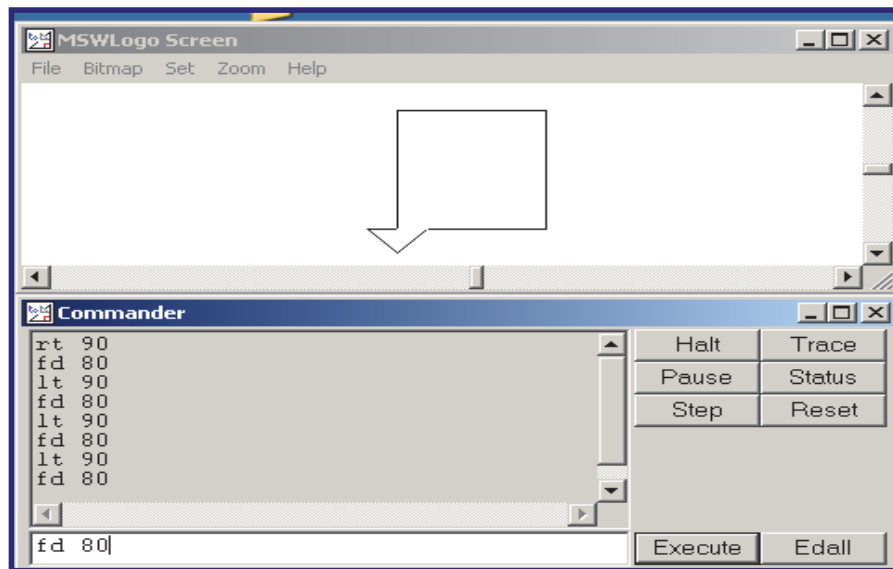 MSWLogo Screen
File Bitmap Set Zoom Help
Commander
rt 90
fd 80
lt 90
fd 80
lt 90
fd 80
lt 90
fd 80
fd 80
Halt Trace
Pause Status
Step Reset
Execute Edall